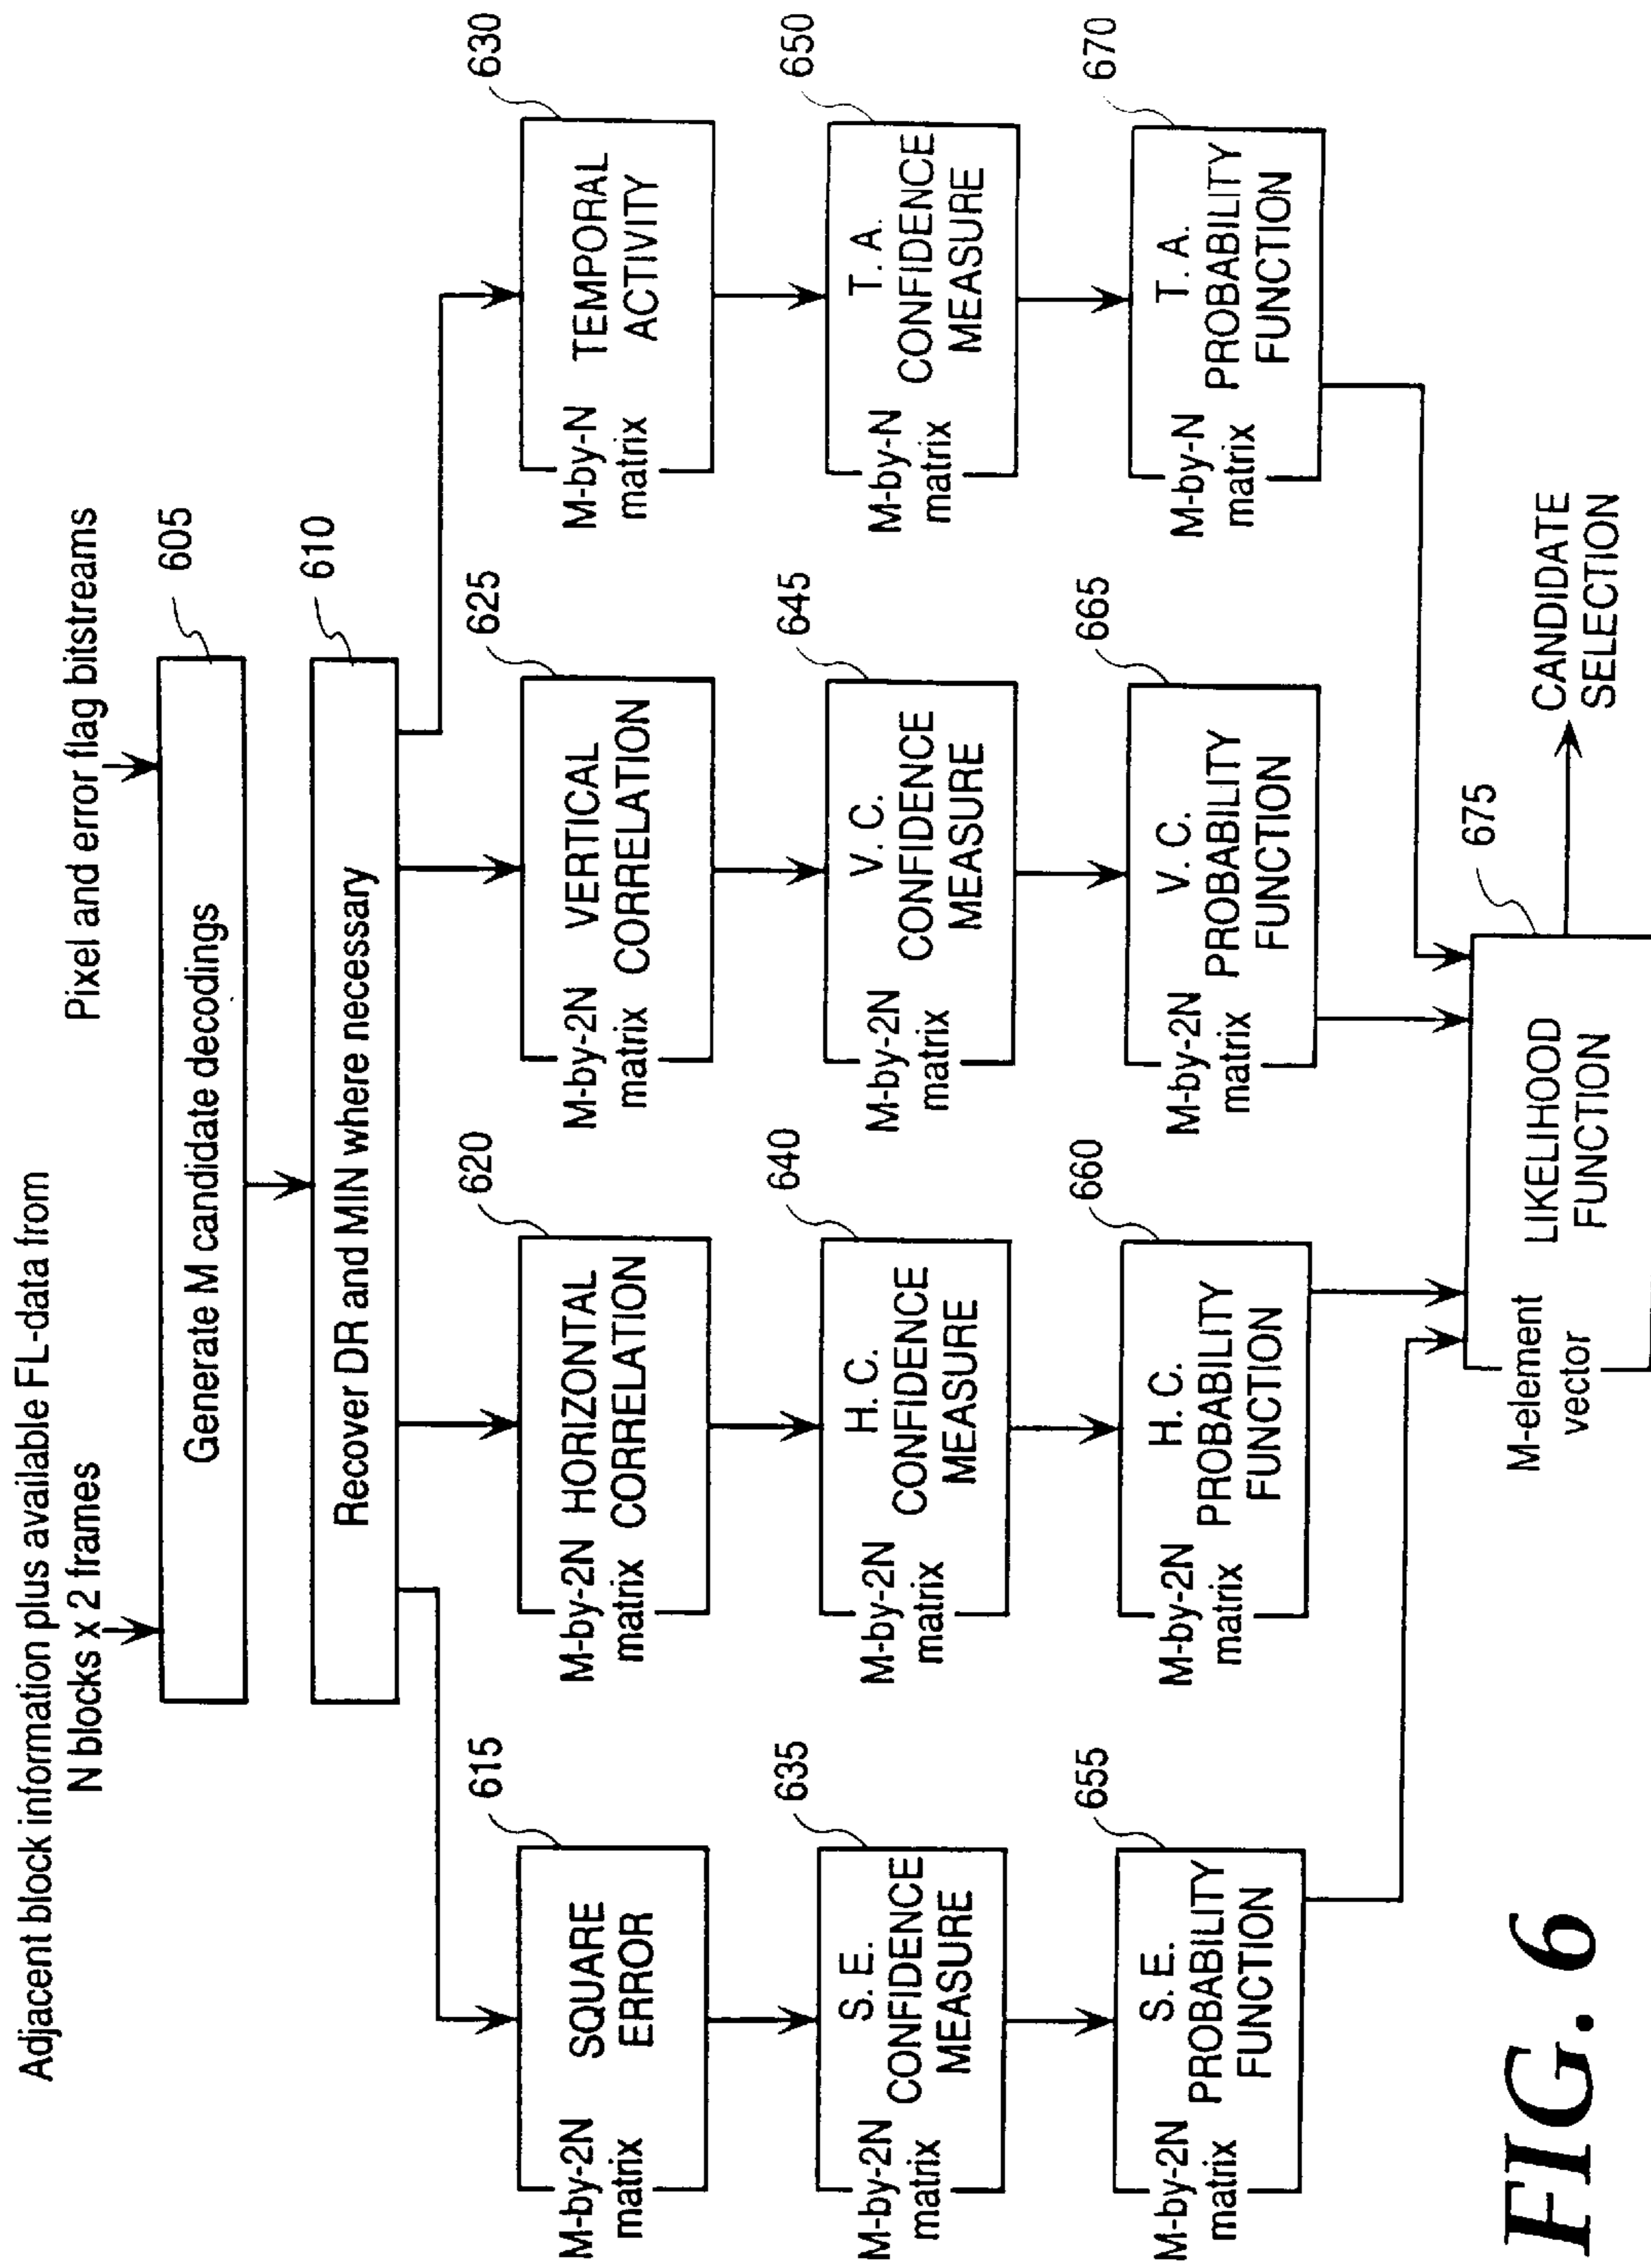 Adjacent block information plus available FL-data from
N blocks x 2 frames
Pixel and error flag bitstreams
605
Generate M candidate decodings
610
Recover DR and MIN where necessary
615
M-by-2N
matrix
SQUARE
ERROR
620
M-by-2N
matrix
HORIZONTAL
CORRELATION
625
M-by-2N
matrix
VERTICAL
CORRELATION
630
M-by-N
matrix
TEMPORAL
ACTIVITY
635
M-by-2N
matrix
S. E.
CONFIDENCE
MEASURE
640
M-by-2N
matrix
H. C.
CONFIDENCE
MEASURE
645
M-by-2N
matrix
V. C.
CONFIDENCE
MEASURE
650
M-by-N
matrix
T. A.
CONFIDENCE
MEASURE
655
M-by-2N
matrix
S. E.
PROBABILITY
FUNCTION
660
M-by-2N
matrix
H. C.
PROBABILITY
FUNCTION
665
M-by-2N
matrix
V. C.
PROBABILITY
FUNCTION
670
M-by-N
matrix
T. A.
PROBABILITY
FUNCTION
675
M-element
vector
LIKELIHOOD
FUNCTION
CANDIDATE
SELECTION
FIG. 6